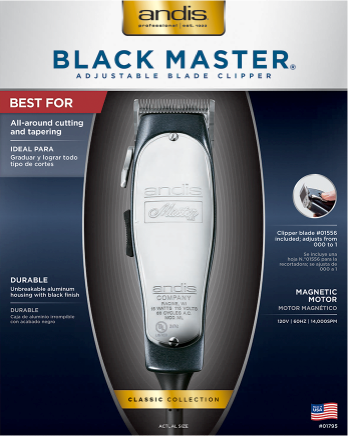 andis.
professional | est. 1922
BLACK MASTER®
ADJUSTABLE BLADE CLIPPER
BEST FOR
All-around cutting
and tapering
IDEAL PARA
Graduar y lograr todo
tipo de cortes
andis
Master
Clipper blade #01556
included; adjusts from
000 to 1
Se incluye una
hoja N.°01556 para la
recortadora; se ajusta de
000 a 1
DURABLE
Unbreakable aluminum
housing with black finish
DURABLE
Caja de aluminio irrompible
con acabado negro
andis
COMPANY
RACINE, WI
MAGNETIC
MOTOR
MOTOR MAGNÉTICO
120V | 60HZ | 14,000SPM
CLASSIC COLLECTION
ACTUAL SIZE
USA
#01795